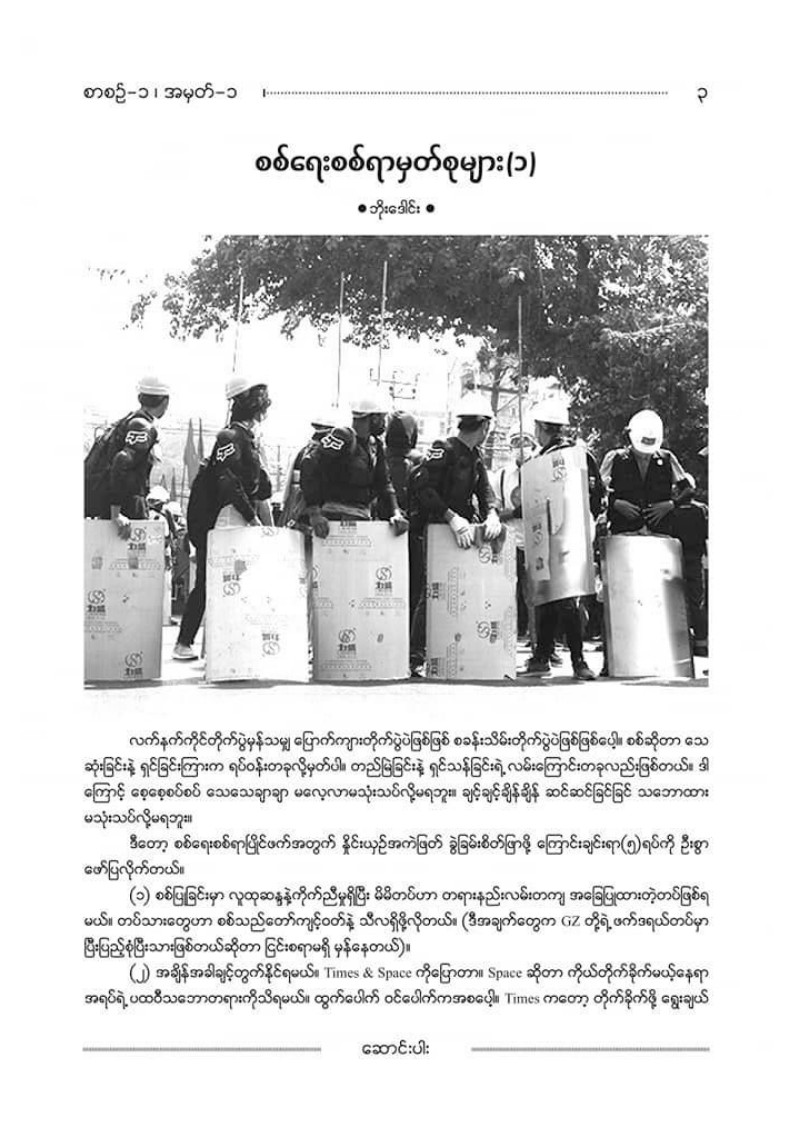 စာစဉ်-၁ ၊ အမှတ်-၁ ၃
စစ်ရေးစစ်ရာမှတ်စုများ(၁)
● ဘိုးဒေါင်း ●
လက်နက်ကိုင်တိုက်ပွဲမှန်သမျှ ပြောက်ကျားတိုက်ပွဲပဲဖြစ်ဖြစ် စခန်းသိမ်းတိုက်ပွဲပဲဖြစ်ဖြစ်ပေါ့။ စစ်ဆိုတာ သေ
ဆုံးခြင်းနဲ့ ရှင်ခြင်းကြားက ရပ်ဝန်းတခုလို့မှတ်ပါ။ တည်မြဲခြင်းနဲ့ ရှင်သန်ခြင်းရဲ့ လမ်းကြောင်းတခုလည်းဖြစ်တယ်။ ဒါ
ကြောင့် စေ့စေ့စပ်စပ် သေသေချာချာ မလေ့လာမသုံးသပ်လို့မရဘူး။ ချင့်ချင့်ချိန်ချိန် ဆင်ဆင်ခြင်ခြင် သဘောထား
မသုံးသပ်လို့မရဘူး။
ဒီတော့ စစ်ရေးစစ်ရာပြိုင်ဖက်အတွက် နှိုင်းယှဉ်အကဲဖြတ် ခွဲခြမ်းစိတ်ဖြာဖို့ ကြောင်းချင်းရာ(၅)ရပ်ကို ဦးစွာ
ဖော်ပြလိုက်တယ်။
(၁) စစ်ပြုခြင်းမှာ လူထုဆန္ဒနဲ့ကိုက်ညီမှုရှိပြီး မိမိတပ်ဟာ တရားနည်းလမ်းတကျ အခြေပြုထားတဲ့တပ်ဖြစ်ရ
မယ်။ တပ်သားတွေဟာ စစ်သည်တော်ကျင့်ဝတ်နဲ့ သီလရှိဖို့လိုတယ်။ (ဒီအချက်တွေက GZ တို့ရဲ့ ဖက်ဒရယ်တပ်မှာ
ပြီးပြည့်စုံပြီးသားဖြစ်တယ်ဆိုတာ ငြင်းစရာမရှိ မှန်နေတယ်)။
(၂) အချိန်အခါချင့်တွက်နိုင်ရမယ်။ Times & Space ကိုပြောတာ။ Space ဆိုတာ ကိုယ်တိုက်ခိုက်မယ့်နေရာ
အရပ်ရဲ့ ပထဝီသဘောတရားကိုသိရမယ်။ ထွက်ပေါက် ဝင်ပေါက်ကအစပေါ့။ Times ကတော့ တိုက်ခိုက်ဖို့ ရွေးချယ်
ဆောင်းပါး